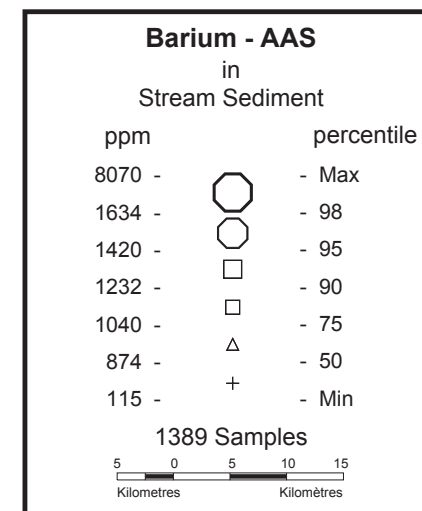 Barium - AAS
in
Stream Sediment
ppm percentile
8070 - - Max
1634 - - 98
1420 - - 95
1232 - - 90
1040 - - 75
874 - - 50
115 - - Min
1389 Samples
5 0 5 10 15
Kilometres Kilomètres